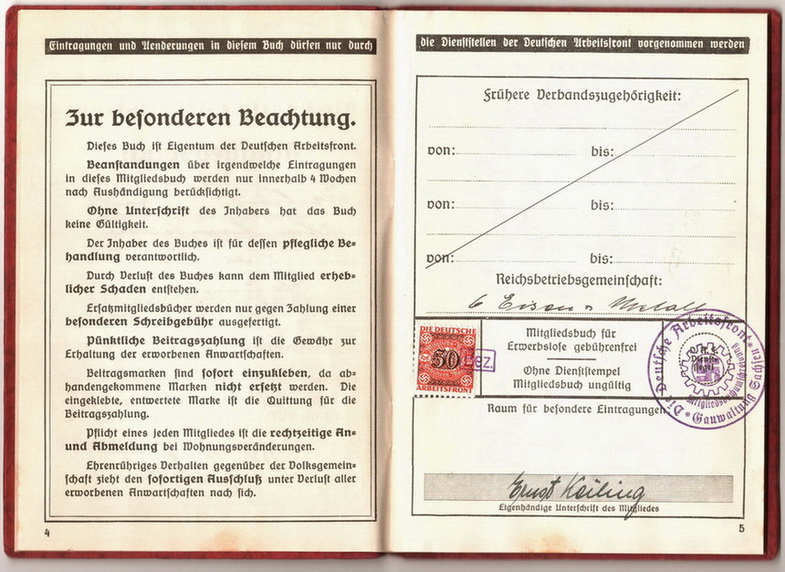 Eintragungen und Aenderungen in diesem Buch dürfen nur durch
Zur besonderen Beachtung.
Dieses Buch ist Eigentum der Deutschen Arbeitsfront.
Beanstandungen über irgendwelche Eintragungen
in dieses Mitgliedsbuch werden nur innerhalb 4 Wochen
nach Aushändigung berücksichtigt.
Ohne Unterschrift des Inhabers hat das Buch
keine Gültigkeit.
Der Inhaber des Buches ist für dessen pflegliche Be-
handlung verantwortlich.
Durch Verlust des Buches kann dem Mitglied erheb-
licher Schaden entstehen.
Ersatzmitgliedsbücher werden nur gegen Zahlung einer
besonderen Schreibgebühr ausgefertigt.
Pünktliche Beitragszahlung ist die Gewähr zur
Erhaltung der erworbenen Anwartschaften.
Beitragsmarken sind sofort einzukleben, da ab-
handengekommene Marken nicht ersetzt werden. Die
eingeklebte, entwertete Marke ist die Quittung für die
Beitragszahlung.
Pflicht eines jeden Mitgliedes ist die rechtzeitige An-
und Abmeldung bei Wohnungsveränderungen.
Ehrenrühriges Verhalten gegenüber der Volksgemein-
schaft zieht den sofortigen Ausschluß unter Verlust aller
erworbenen Anwartschaften nach sich.
4
die Dienststellen der Deutschen Arbeitsfront vorgenommen werden
Frühere Verbandszugehörigkeit:
von: bis:
von: bis:
von: bis:
Reichsbetriebsgemeinschaft:
6 Eisen u Metall
DIE DEUTSCHE
50
ARBEITSFRONT
Mitgliedsbuch für
Erwerbslose gebührenfrei
Ohne Dienststempel
Mitgliedsbuch ungültig
Die Deutsche Arbeitsfront
Gauwaltung Sachsen
Dienst-
siegel
Raum für besondere Eintragungen
Ernst Keiling
Eigenhändige Unterschrift des Mitgliedes
5